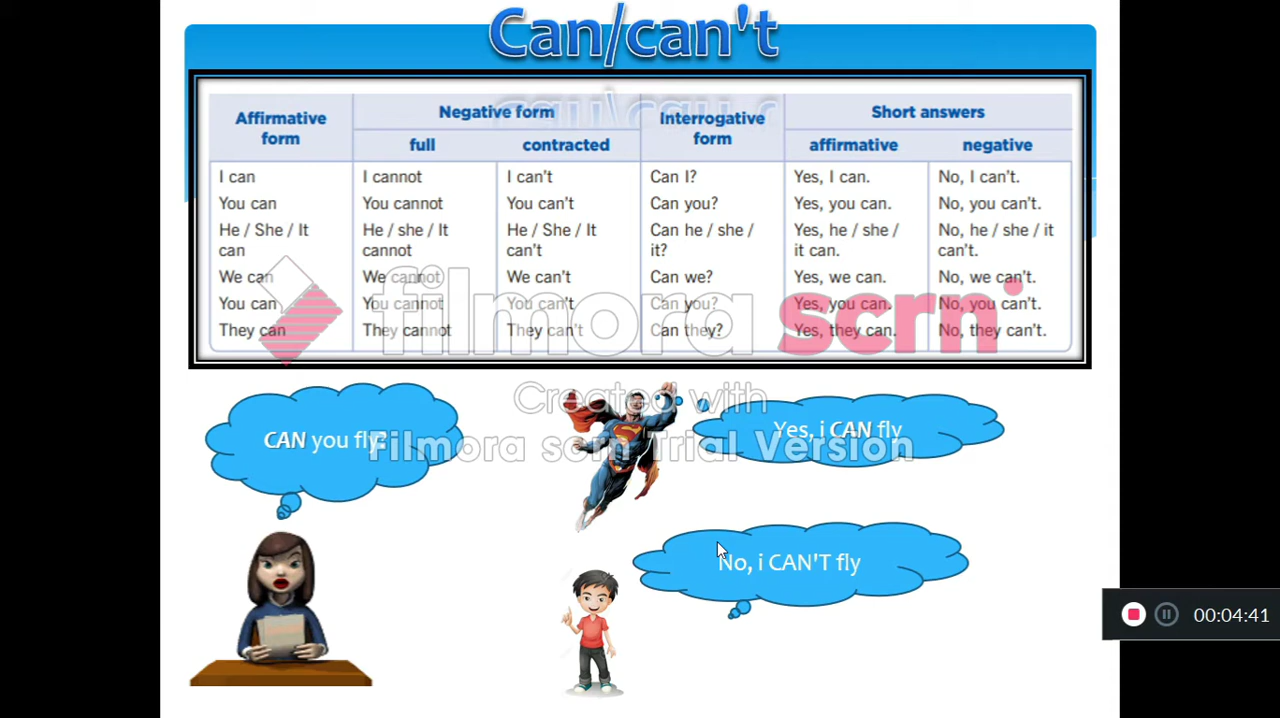 Can/can't
Affirmative form
Negative form
Interrogative form
Short answers
full
contracted
affirmative
negative
I can
I cannot
I can't
Can I?
Yes, I can.
No, I can't.
You can
You cannot
You can't
Can you?
Yes, you can.
No, you can't.
He / She / It can
He / she / It cannot
He / She / It can't
Can he / she / it?
Yes, he / she / it can.
No, he / she / it can't.
We can
We cannot
We can't
Can we?
Yes, we can.
No, we can't.
You can
You cannot
You can't
Can you?
Yes, you can.
No, you can't.
They can
They cannot
They can't
Can they?
Yes, they can.
No, they can't.
filmora scrn
Created with
Filmora scrn Trial Version
CAN you fly?
Yes, i CAN fly
No, i CAN'T fly
00:04:41